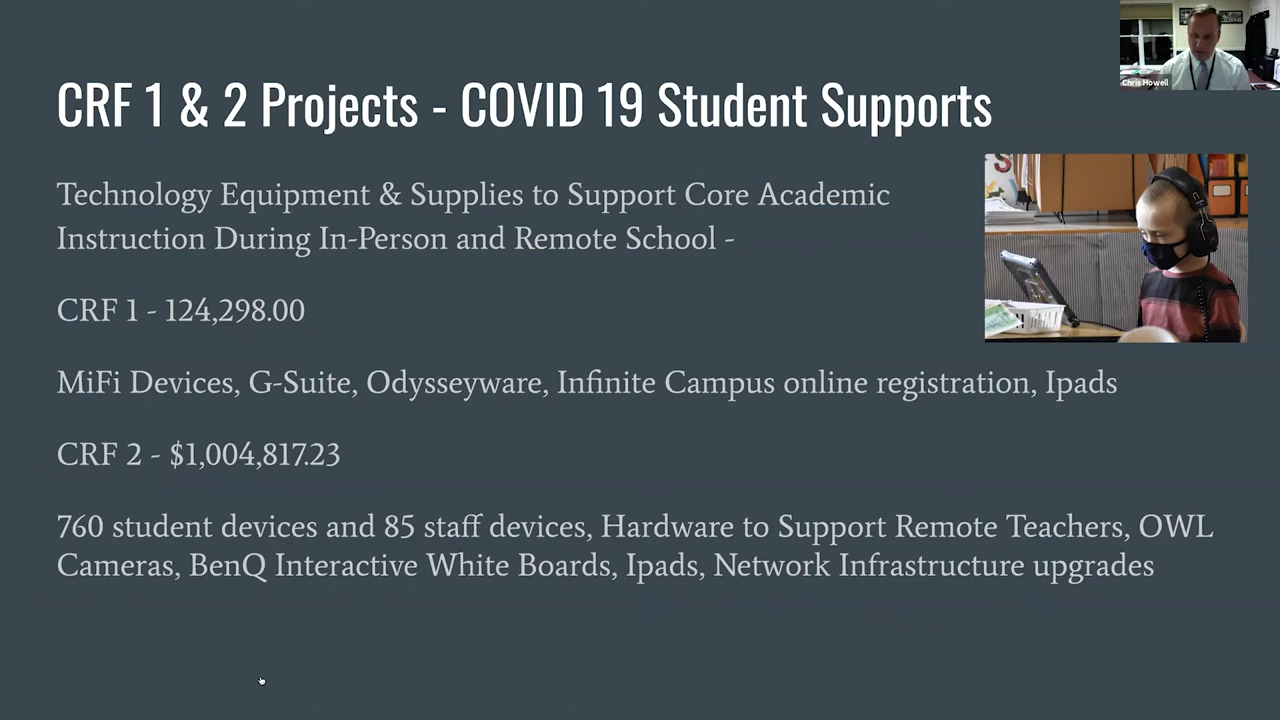 Chris Howell
CRF 1 & 2 Projects - COVID 19 Student Supports
Technology Equipment & Supplies to Support Core Academic
Instruction During In-Person and Remote School -
CRF 1 - 124,298.00
MiFi Devices, G-Suite, Odysseyware, Infinite Campus online registration, Ipads
CRF 2 - $1,004,817.23
760 student devices and 85 staff devices, Hardware to Support Remote Teachers, OWL
Cameras, BenQ Interactive White Boards, Ipads, Network Infrastructure upgrades
S